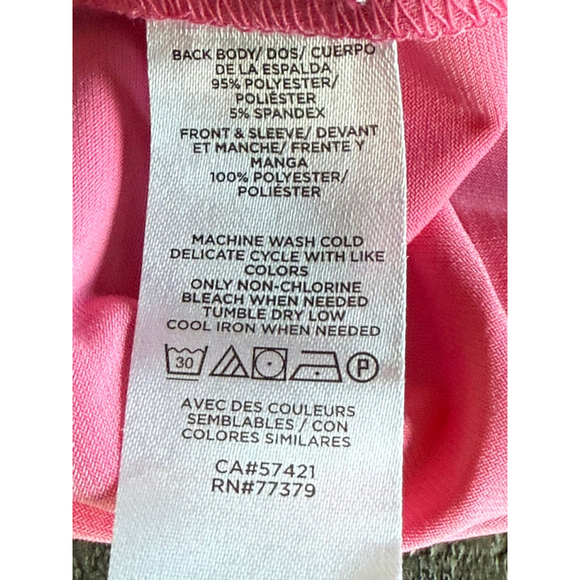 BACK BODY/ DOS/ CUERPO
DE LA ESPALDA
95% POLYESTER/
POLIÉSTER
5% SPANDEX
FRONT & SLEEVE/ DEVANT
ET MANCHE/ FRENTE Y
MANGA
100% POLYESTER/
POLIÉSTER
MACHINE WASH COLD
DELICATE CYCLE WITH LIKE
COLORS
ONLY NON-CHLORINE
BLEACH WHEN NEEDED
TUMBLE DRY LOW
COOL IRON WHEN NEEDED
30 P
AVEC DES COULEURS
SEMBLABLES / CON
COLORES SIMILARES
CA#57421
RN#77379